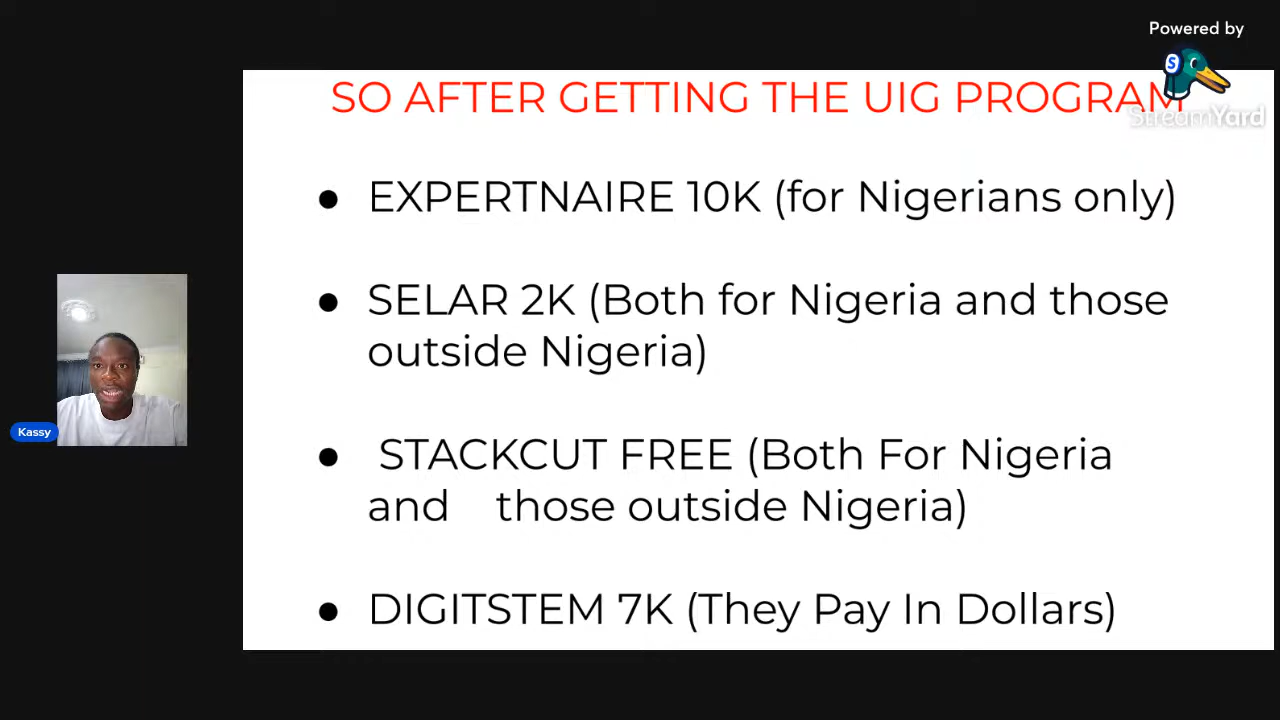 Powered by
StreamYard
SO AFTER GETTING THE UIG PROGRAM
● EXPERTNAIRE 10K (for Nigerians only)
● SELAR 2K (Both for Nigeria and those
outside Nigeria)
● STACKCUT FREE (Both For Nigeria
and those outside Nigeria)
● DIGITSTEM 7K (They Pay In Dollars)
Kassy